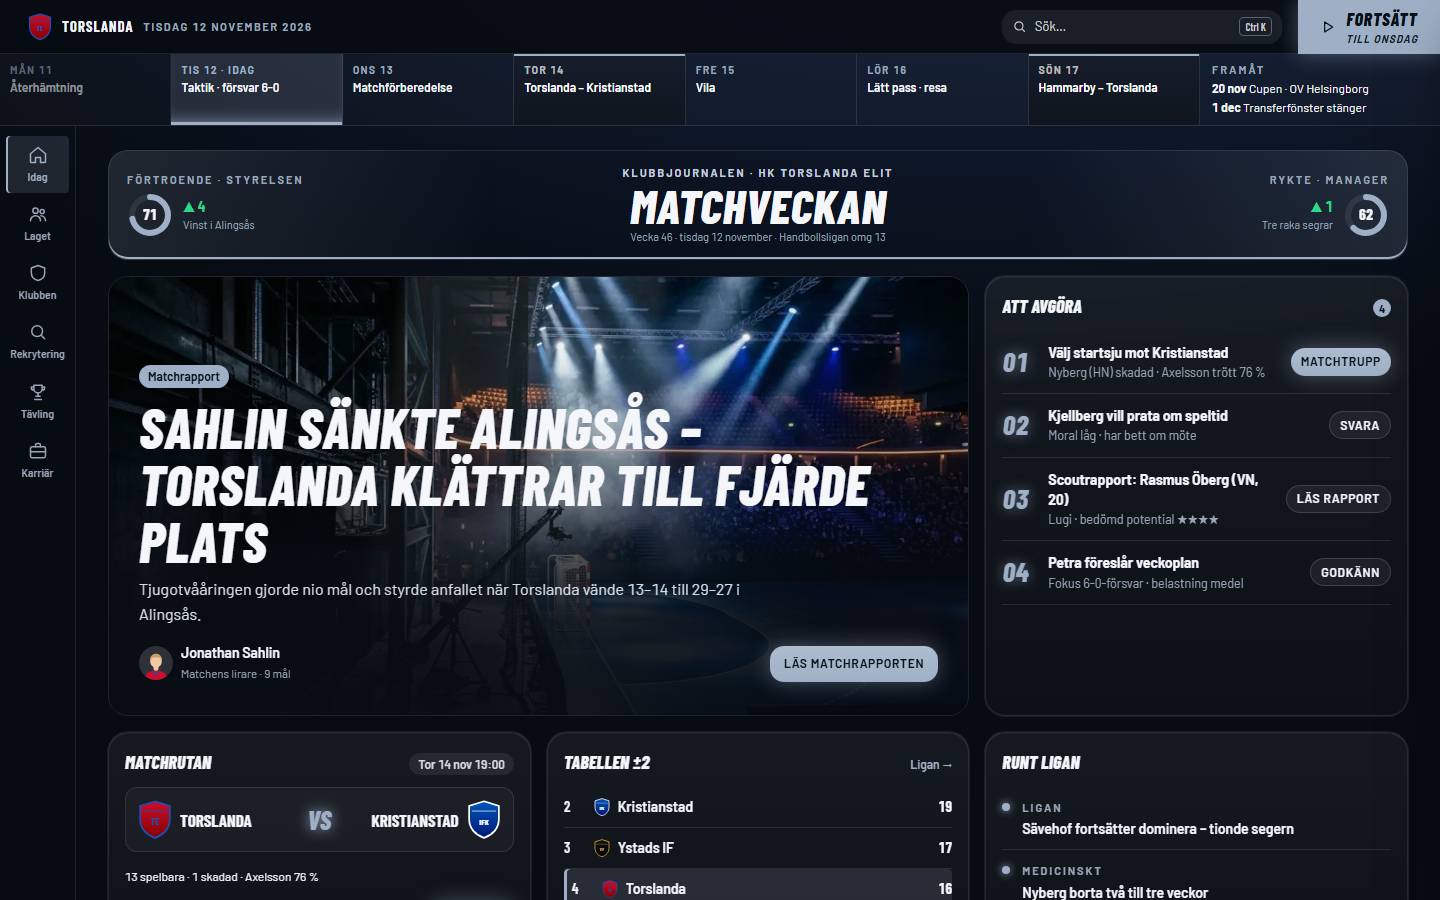 TORSLANDA TISDAG 12 NOVEMBER 2026
Sök... Ctrl K
FORTSÄTT
TILL ONSDAG
MÅN 11
Återhämtning
TIS 12 · IDAG
Taktik · försvar 6-0
ONS 13
Matchförberedelse
TOR 14
Torslanda – Kristianstad
FRE 15
Vila
LÖR 16
Lätt pass · resa
SÖN 17
Hammarby – Torslanda
FRAMÅT
20 nov Cupen · OV Helsingborg
1 dec Transferfönster stänger
Idag
Laget
Klubben
Rekrytering
Tävling
Karriär
FÖRTROENDE · STYRELSEN
71
▲4
Vinst i Alingsås
KLUBBJOURNALEN · HK TORSLANDA ELIT
MATCHVECKAN
Vecka 46 · tisdag 12 november · Handbollsligan omg 13
RYKTE · MANAGER
▲1
Tre raka segrar
62
Matchrapport
SAHLIN SÄNKTE ALINGSÅS –
TORSLANDA KLÄTTRAR TILL FJÄRDE
PLATS
Tjugotvååringen gjorde nio mål och styrde anfallet när Torslanda vände 13–14 till 29–27 i
Alingsås.
Jonathan Sahlin
Matchens lirare · 9 mål
LÄS MATCHRAPPORTEN
ATT AVGÖRA
4
01
Välj startsju mot Kristianstad
Nyberg (HN) skadad · Axelsson trött 76 %
MATCHTRUPP
02
Kjellberg vill prata om speltid
Moral låg · har bett om möte
SVARA
03
Scoutrapport: Rasmus Öberg (VN,
20)
Lugi · bedömd potential ★★★★
LÄS RAPPORT
04
Petra föreslår veckoplan
Fokus 6-0-försvar · belastning medel
GODKÄNN
MATCHRUTAN
Tor 14 nov 19:00
TORSLANDA VS KRISTIANSTAD IFK
13 spelbara · 1 skadad · Axelsson 76 %
TABELLEN ±2
Ligan →
2 Kristianstad 19
3 Ystads IF 17
4 Torslanda 16
RUNT LIGAN
LIGAN
Sävehof fortsätter dominera – tionde segern
MEDICINSKT
Nyberg borta två till tre veckor